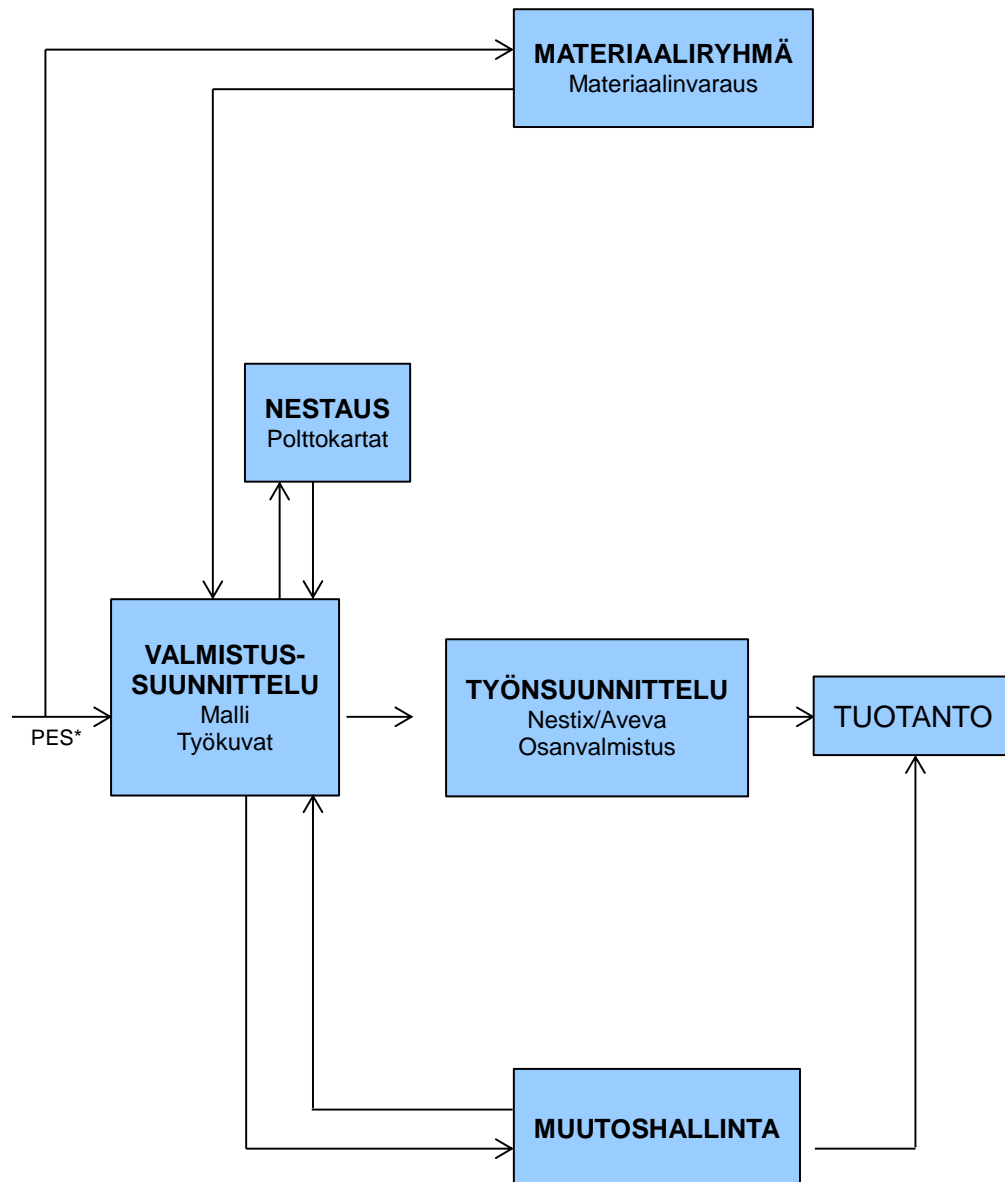 MATERIAALIRYHMÄ
Materiaalinvaraus
NESTAUS
Polttokartat
VALMISTUS-
SUUNNITTELU
Malli
Työkuvat
PES*
TYÖNSUUNNITTELU
Nestix/Aveva
Osanvalmistus
TUOTANTO
MUUTOSHALLINTA